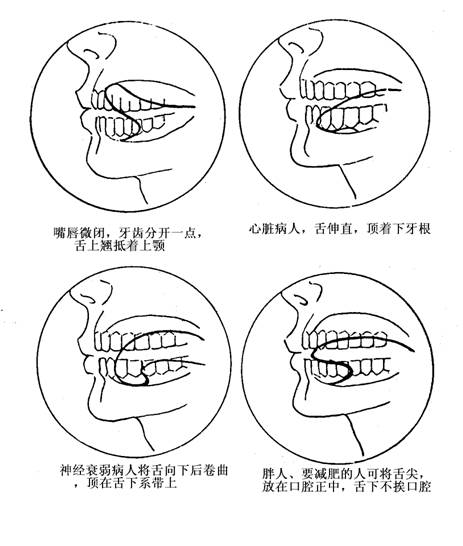 嘴唇微闭，牙齿分开一点，
舌上翘抵着上颚
心脏病人，舌伸直，顶着下牙根
神经衰弱病人将舌向下后卷曲
，顶在舌下系带上
胖人、要减肥的人可将舌尖，
放在口腔正中，舌下不挨口腔